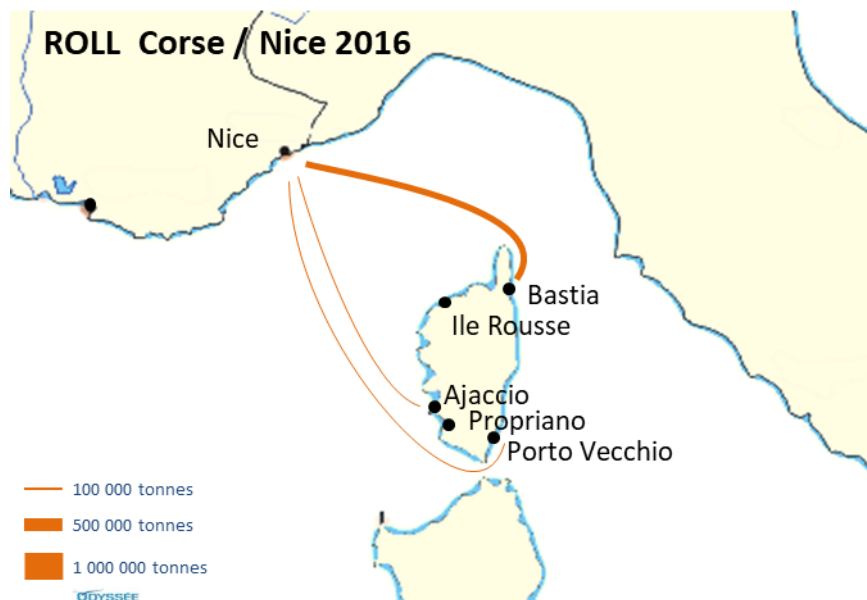 ROLL Corse / Nice 2016
Nice
Bastia
Ile Rousse
Ajaccio
Propriano
Porto Vecchio
100 000 tonnes
500 000 tonnes
1 000 000 tonnes
ODYSSÉE